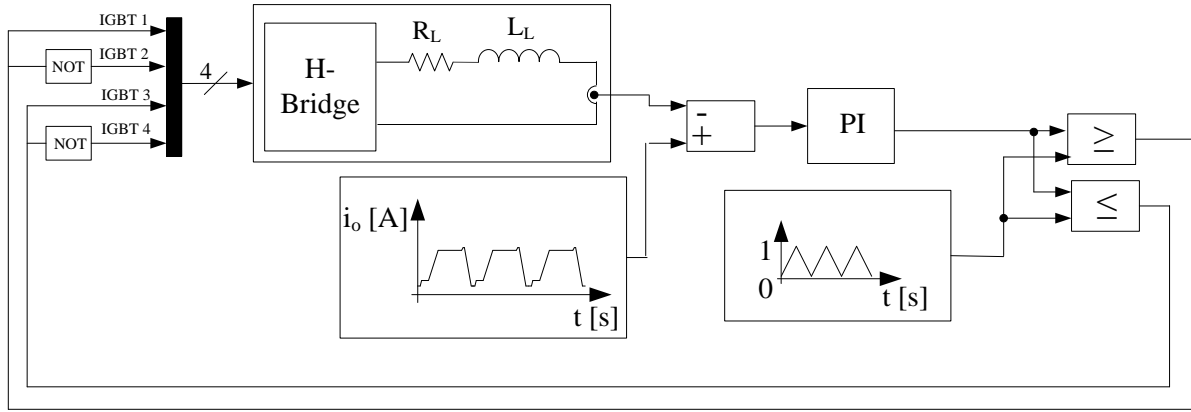 IGBT 1
IGBT 2
NOT
IGBT 3
IGBT 4
NOT
4
H-
Bridge
R_L
L_L
-
+
PI
≥
≤
i_o [A]
t [s]
1
0
t [s]